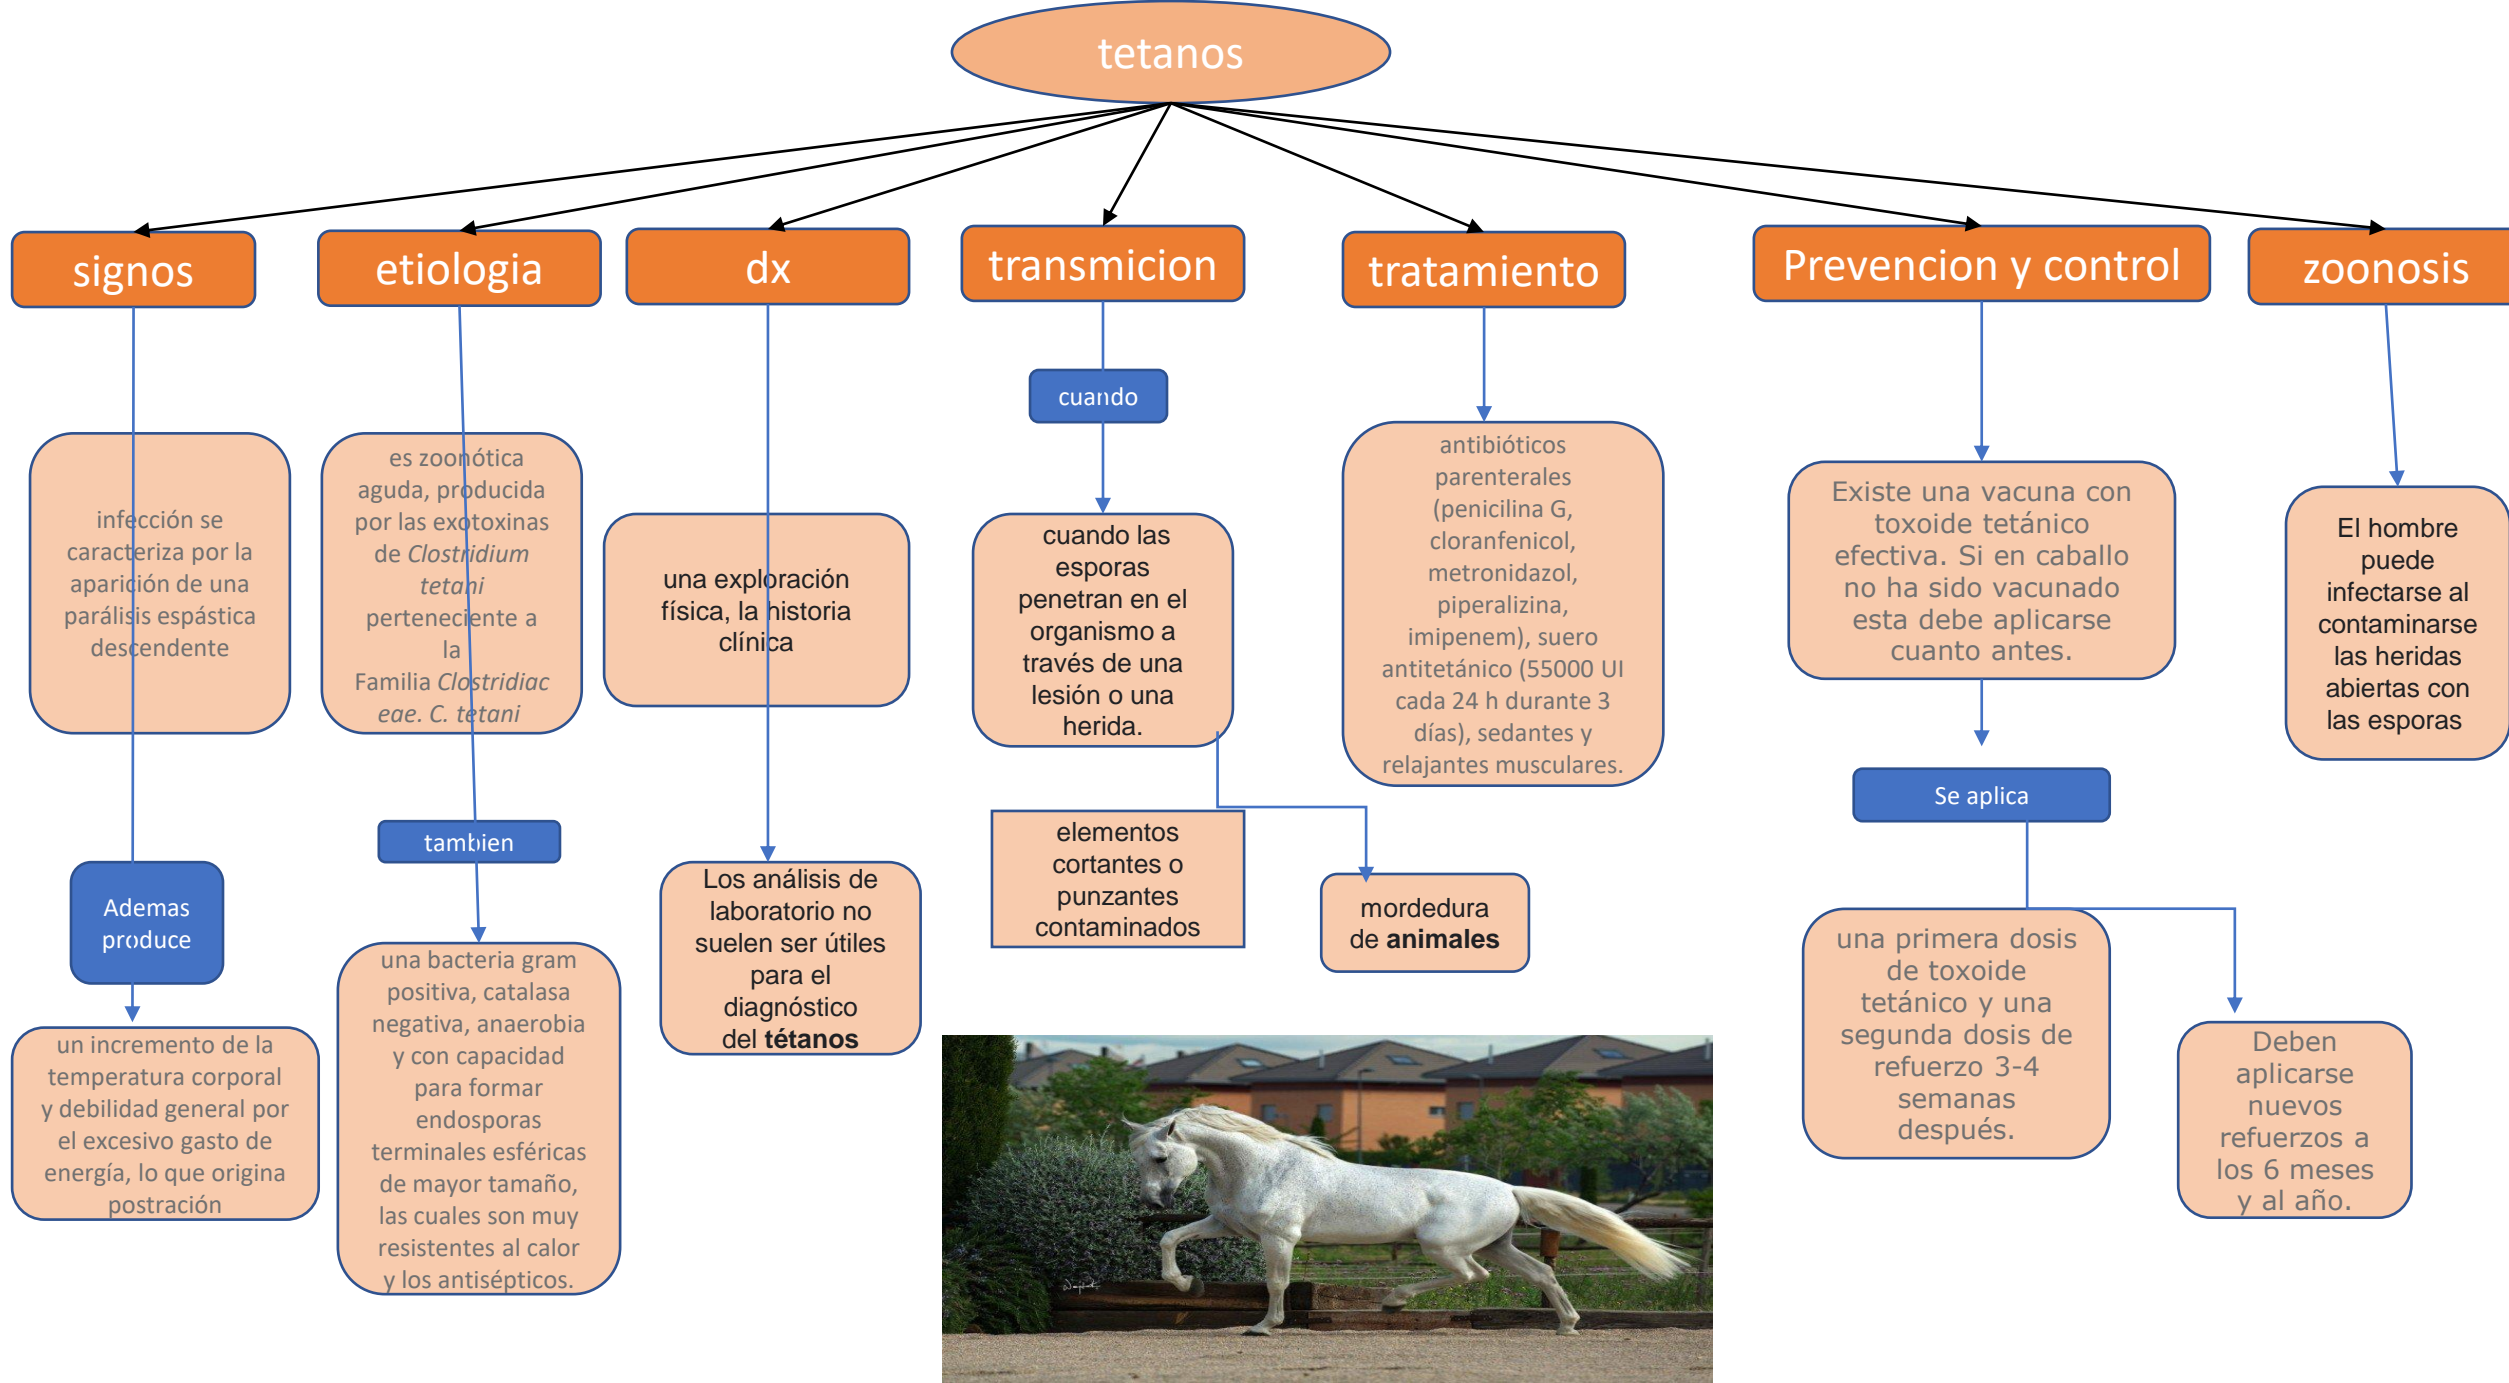 tetanos
signos
etiologia
dx
transmicion
tratamiento
Prevencion y control
zoonosis
infección se
caracteriza por la
aparición de una
parálisis espástica
descendente
Ademas
produce
un incremento de la
temperatura corporal
y debilidad general por
el excesivo gasto de
energía, lo que origina
postración
es zoonótica
aguda, producida
por las exotoxinas
de Clostridium
tetani
perteneciente a
la
Familia Clostridiac
eae. C. tetani
tambien
una bacteria gram
positiva, catalasa
negativa, anaerobia
y con capacidad
para formar
endosporas
terminales esféricas
de mayor tamaño,
las cuales son muy
resistentes al calor
y los antisépticos.
una exploración
física, la historia
clínica
Los análisis de
laboratorio no
suelen ser útiles
para el
diagnóstico
del tétanos
cuando
cuando las
esporas
penetran en el
organismo a
través de una
lesión o una
herida.
elementos
cortantes o
punzantes
contaminados
mordedura
de animales
antibióticos
parenterales
(penicilina G,
cloranfenicol,
metronidazol,
piperalizina,
imipenem), suero
antitetánico (55000 UI
cada 24 h durante 3
días), sedantes y
relajantes musculares.
Existe una vacuna con
toxoide tetánico
efectiva. Si en caballo
no ha sido vacunado
esta debe aplicarse
cuanto antes.
Se aplica
una primera dosis
de toxoide
tetánico y una
segunda dosis de
refuerzo 3-4
semanas
después.
Deben
aplicarse
nuevos
refuerzos a
los 6 meses
y al año.
El hombre
puede
infectarse al
contaminarse
las heridas
abiertas con
las esporas